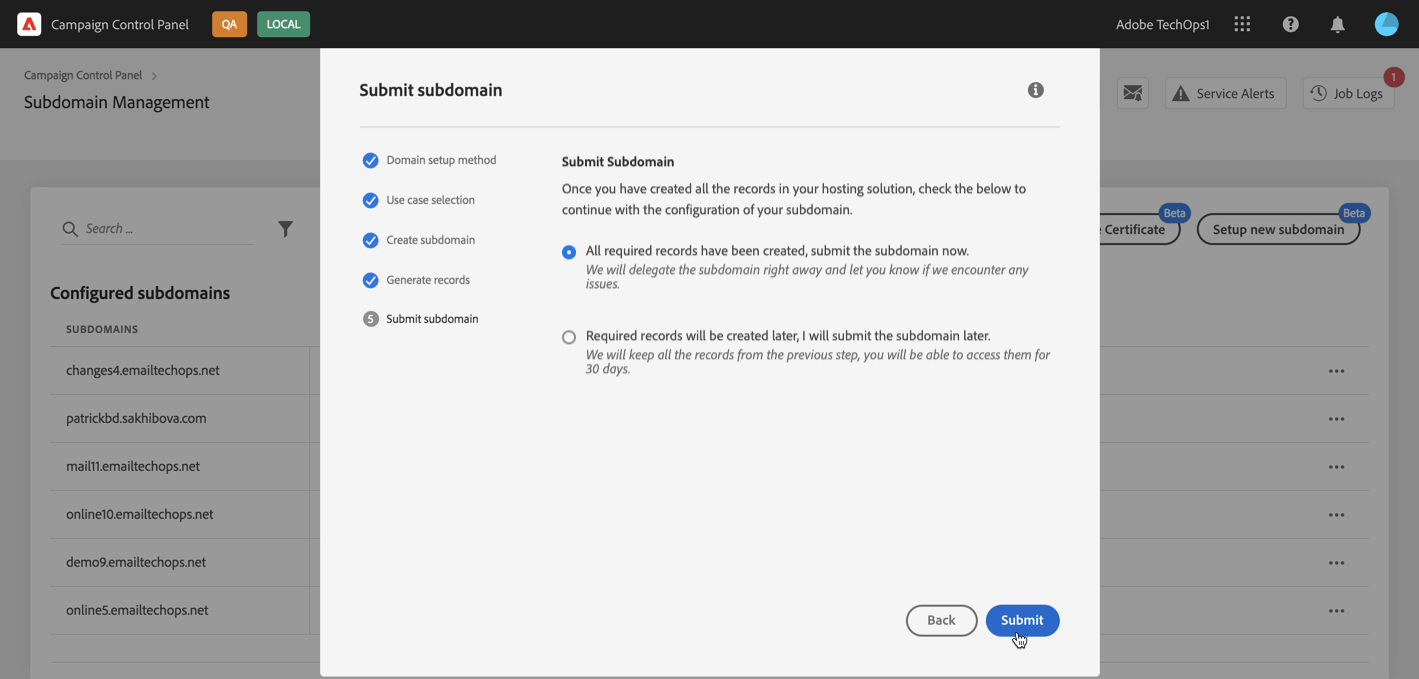 Campaign Control Panel
QA
LOCAL
Adobe TechOps1
Campaign Control Panel
Subdomain Management
Service Alerts
Job Logs
1
Search ...
Configured subdomains
SUBDOMAINS
changes4.emailtechops.net
patrickbd.sakhibova.com
mail11.emailtechops.net
online10.emailtechops.net
demo9.emailtechops.net
online5.emailtechops.net
Submit subdomain
Domain setup method
Use case selection
Create subdomain
Generate records
5
Submit subdomain
Submit Subdomain
Once you have created all the records in your hosting solution, check the below to
continue with the configuration of your subdomain.
All required records have been created, submit the subdomain now.
We will delegate the subdomain right away and let you know if we encounter any
issues.
Required records will be created later, I will submit the subdomain later.
We will keep all the records from the previous step, you will be able to access them for
30 days.
Back
Submit
Beta
Certificate
Beta
Setup new subdomain